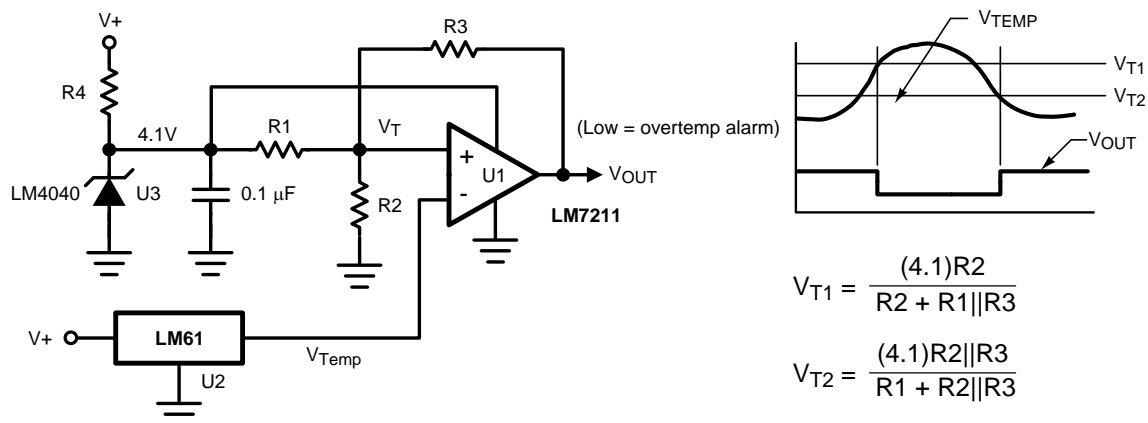 V+
R4
4.1V
LM4040
U3
0.1 μF
R1
R3
VT
R2
+
-
U1
(Low = overtemp alarm)
VOUT
LM7211
V+
LM61
U2
VTemp
VTEMP
VT1
VT2
VOUT
VT1 = (4.1)R2 / R2 + R1||R3
VT2 = (4.1)R2||R3 / R1 + R2||R3